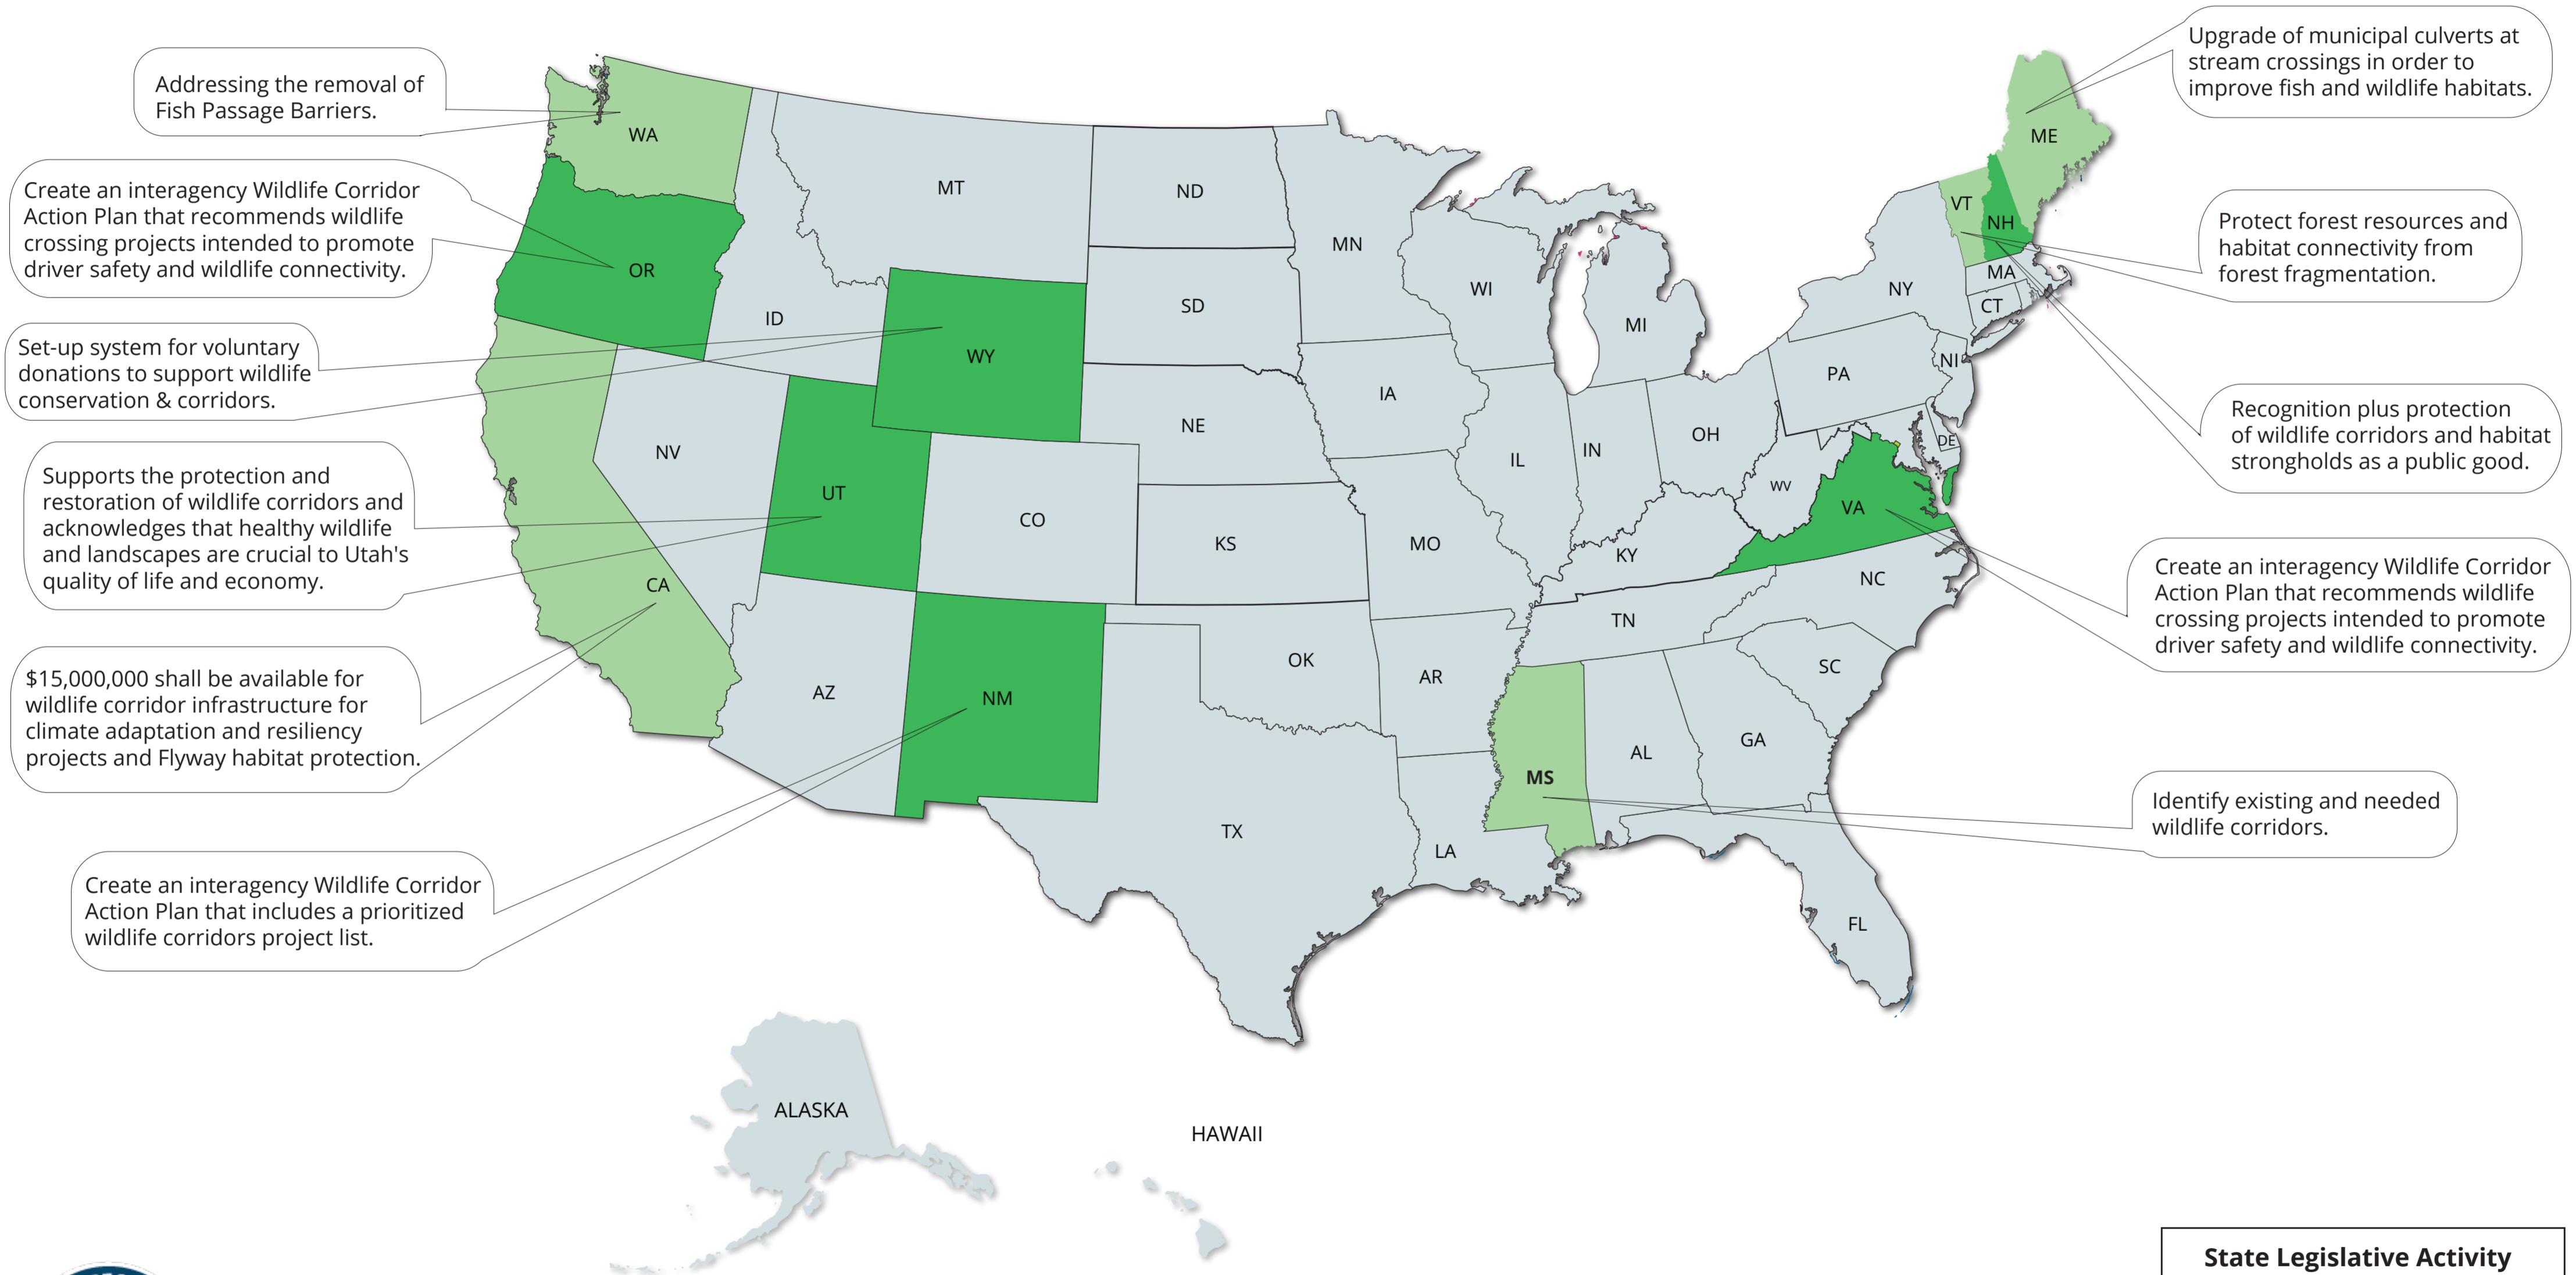 Addressing the removal of
Fish Passage Barriers.
Create an interagency Wildlife Corridor
Action Plan that recommends wildlife
crossing projects intended to promote
driver safety and wildlife connectivity.
Set-up system for voluntary
donations to support wildlife
conservation & corridors.
Supports the protection and
restoration of wildlife corridors and
acknowledges that healthy wildlife
and landscapes are crucial to Utah's
quality of life and economy.
$15,000,000 shall be available for
wildlife corridor infrastructure for
climate adaptation and resiliency
projects and Flyway habitat protection.
Create an interagency Wildlife Corridor
Action Plan that includes a prioritized
wildlife corridors project list.
WA
OR
CA
ID
NV
MT
WY
UT
AZ
CO
NM
ND
SD
NE
KS
OK
TX
MN
IA
MO
AR
LA
WI
IL
MI
IN
OH
KY
TN
MS
AL
GA
FL
SC
NC
VA
WV
PA
NY
NI
DE
CT
MA
VT
NH
ME
ALASKA
HAWAII
Upgrade of municipal culverts at
stream crossings in order to
improve fish and wildlife habitats.
Protect forest resources and
habitat connectivity from
forest fragmentation.
Recognition plus protection
of wildlife corridors and habitat
strongholds as a public good.
Create an interagency Wildlife Corridor
Action Plan that recommends wildlife
crossing projects intended to promote
driver safety and wildlife connectivity.
Identify existing and needed
wildlife corridors.
State Legislative Activity